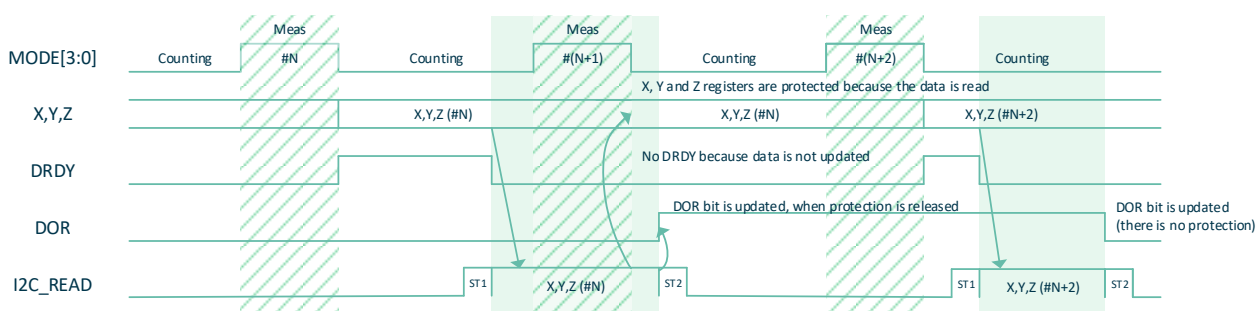 Meas Meas Meas
MODE[3:0] Counting #N Counting #(N+1) Counting #(N+2) Counting
X, Y and Z registers are protected because the data is read
X,Y,Z X,Y,Z (#N) X,Y,Z (#N) X,Y,Z (#N+2)
DRDY No DRDY because data is not updated
DOR bit is updated, when protection is released
DOR bit is updated
(there is no protection)
DOR
I2C_READ ST1 X,Y,Z (#N) ST2 ST1 X,Y,Z (#N+2) ST2